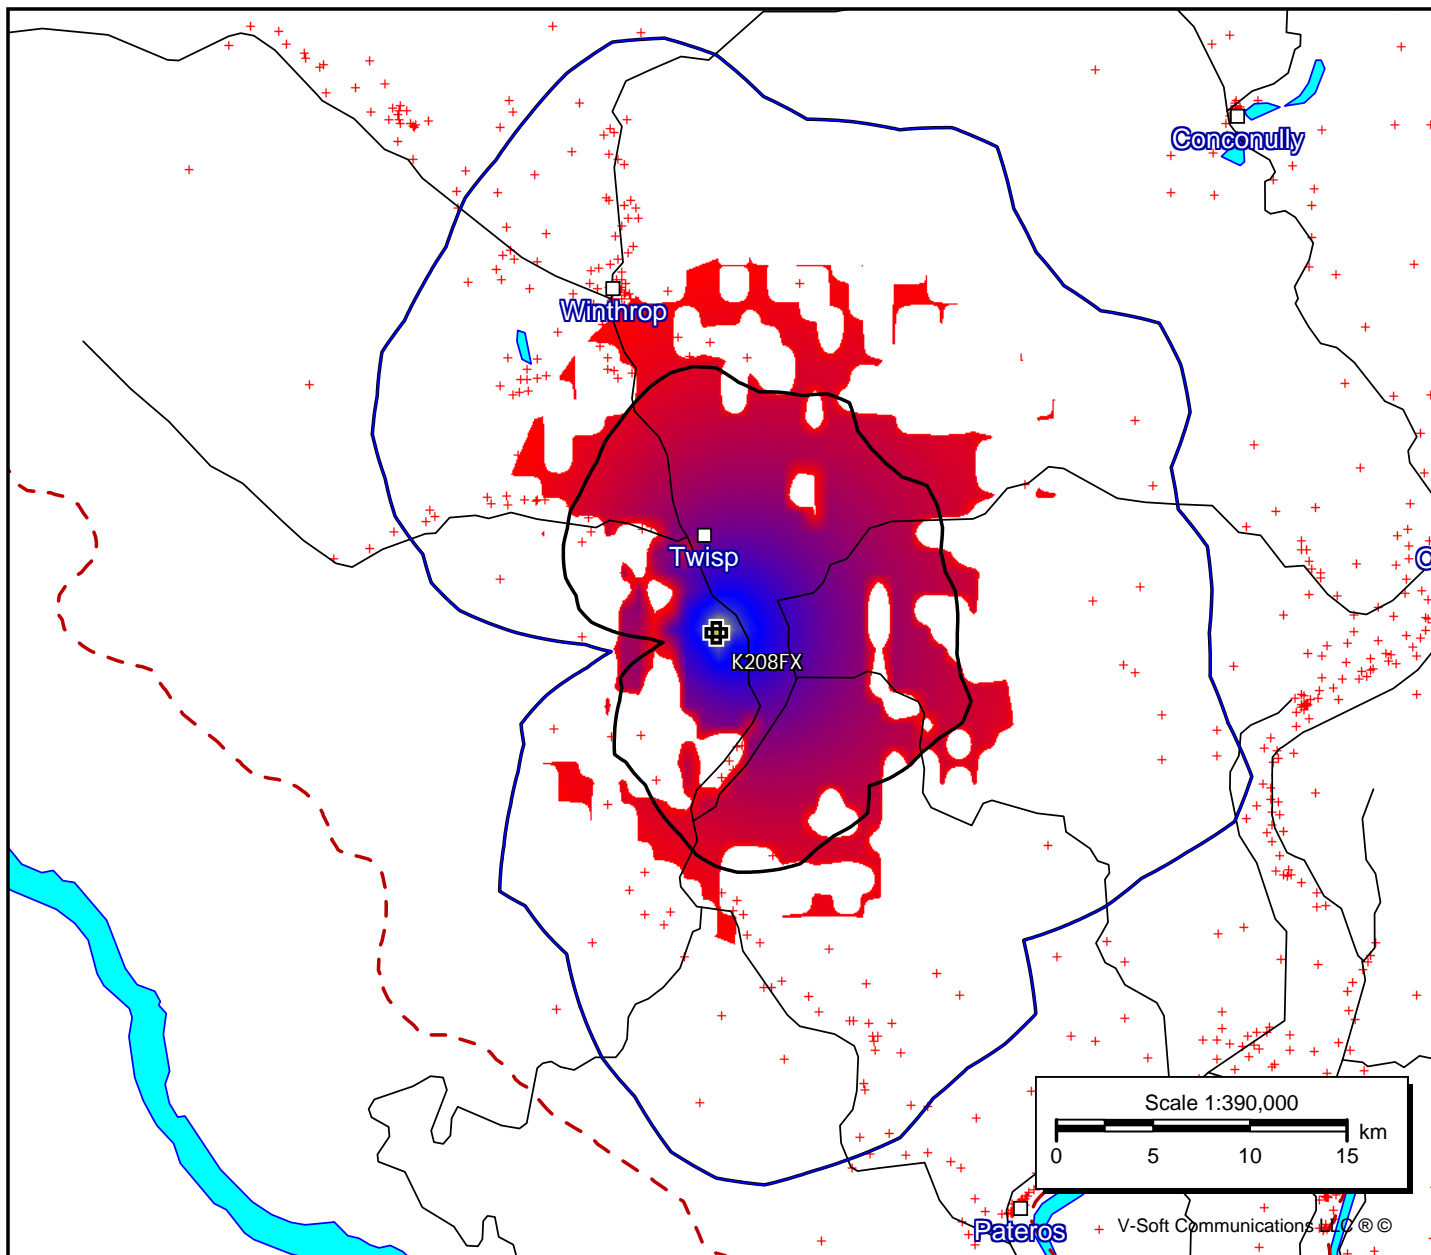 Conconully
Winthrop
Twisp
K208FX
Scale 1:390,000
km
0 5 10 15
Pateros
V-Soft Communications LLC ® ©